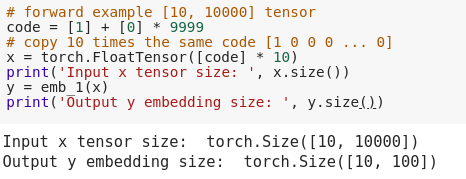 # forward example [10, 10000] tensor
code = [1] + [0] * 9999
# copy 10 times the same code [1 0 0 0 ... 0]
x = torch.FloatTensor([code] * 10)
print('Input x tensor size: ', x.size())
y = emb_1(x)
print('Output y embedding size: ', y.size())
Input x tensor size:  torch.Size([10, 10000])
Output y embedding size:  torch.Size([10, 100])